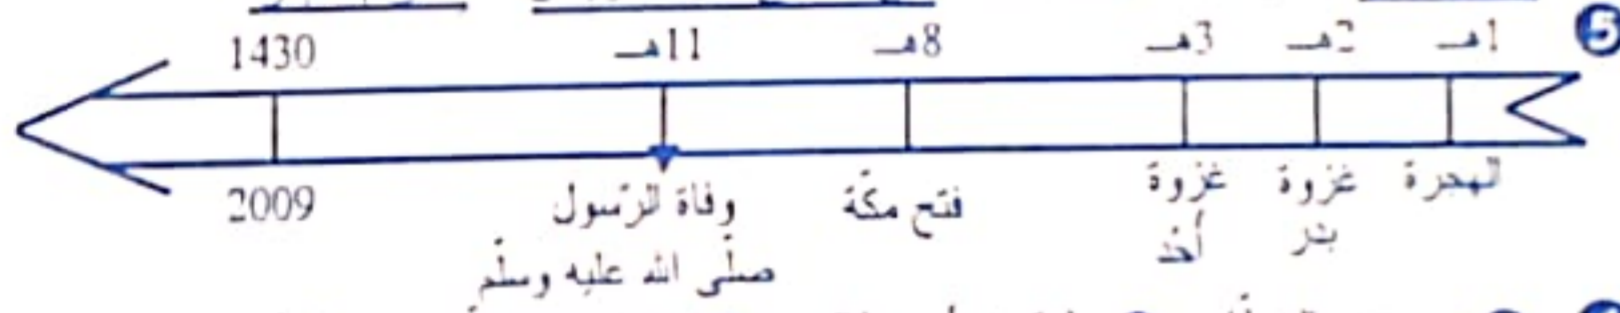 5
1هـ 2هـ 3هـ 8هـ 11هـ 1430
الهجرة غزوة غزوة فتح مكّة وفاة الرّسول 2009
بدر أحد صلّى الله عليه وسلّم